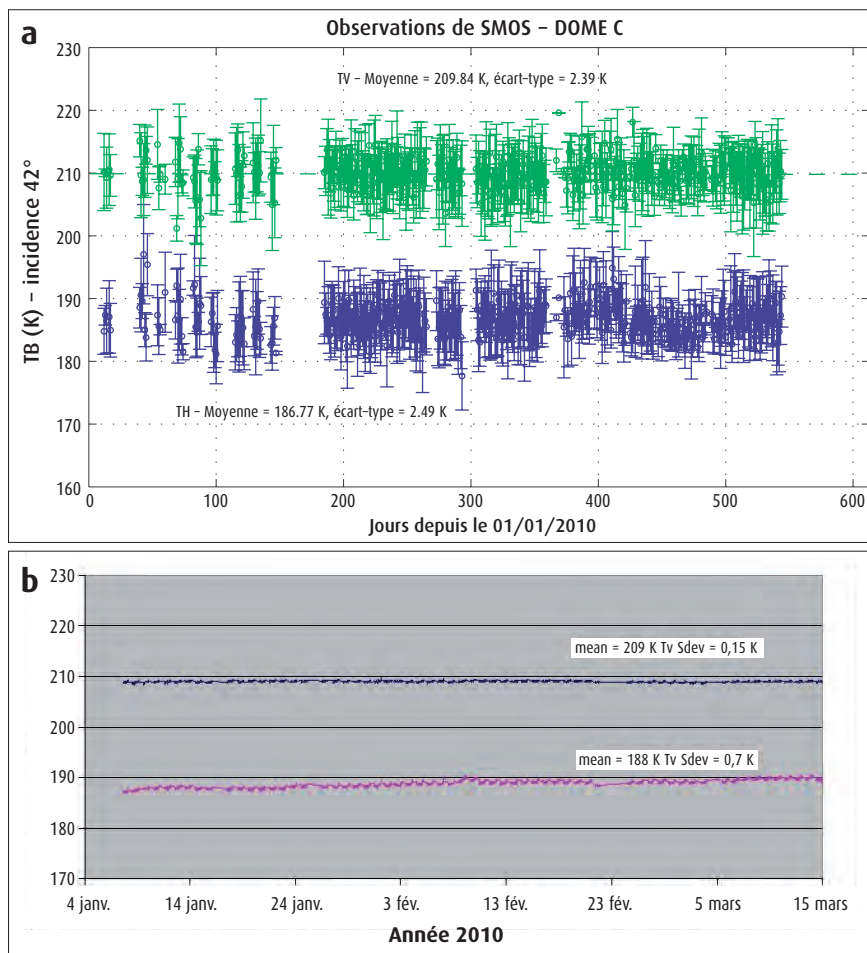 a
Observations de SMOS – DOME C
TV – Moyenne = 209.84 K, écart-type = 2.39 K
TH – Moyenne = 186.77 K, écart-type = 2.49 K
TB (K) – incidence 42°
230
220
210
200
190
180
170
160
0 100 200 300 400 500 600
Jours depuis le 01/01/2010
b
230
220
210
200
190
180
170
mean = 209 K Tv Sdev = 0,15 K
mean = 188 K Tv Sdev = 0,7 K
4 janv. 14 janv. 24 janv. 3 fév. 13 fév. 23 fév. 5 mars 15 mars
Année 2010